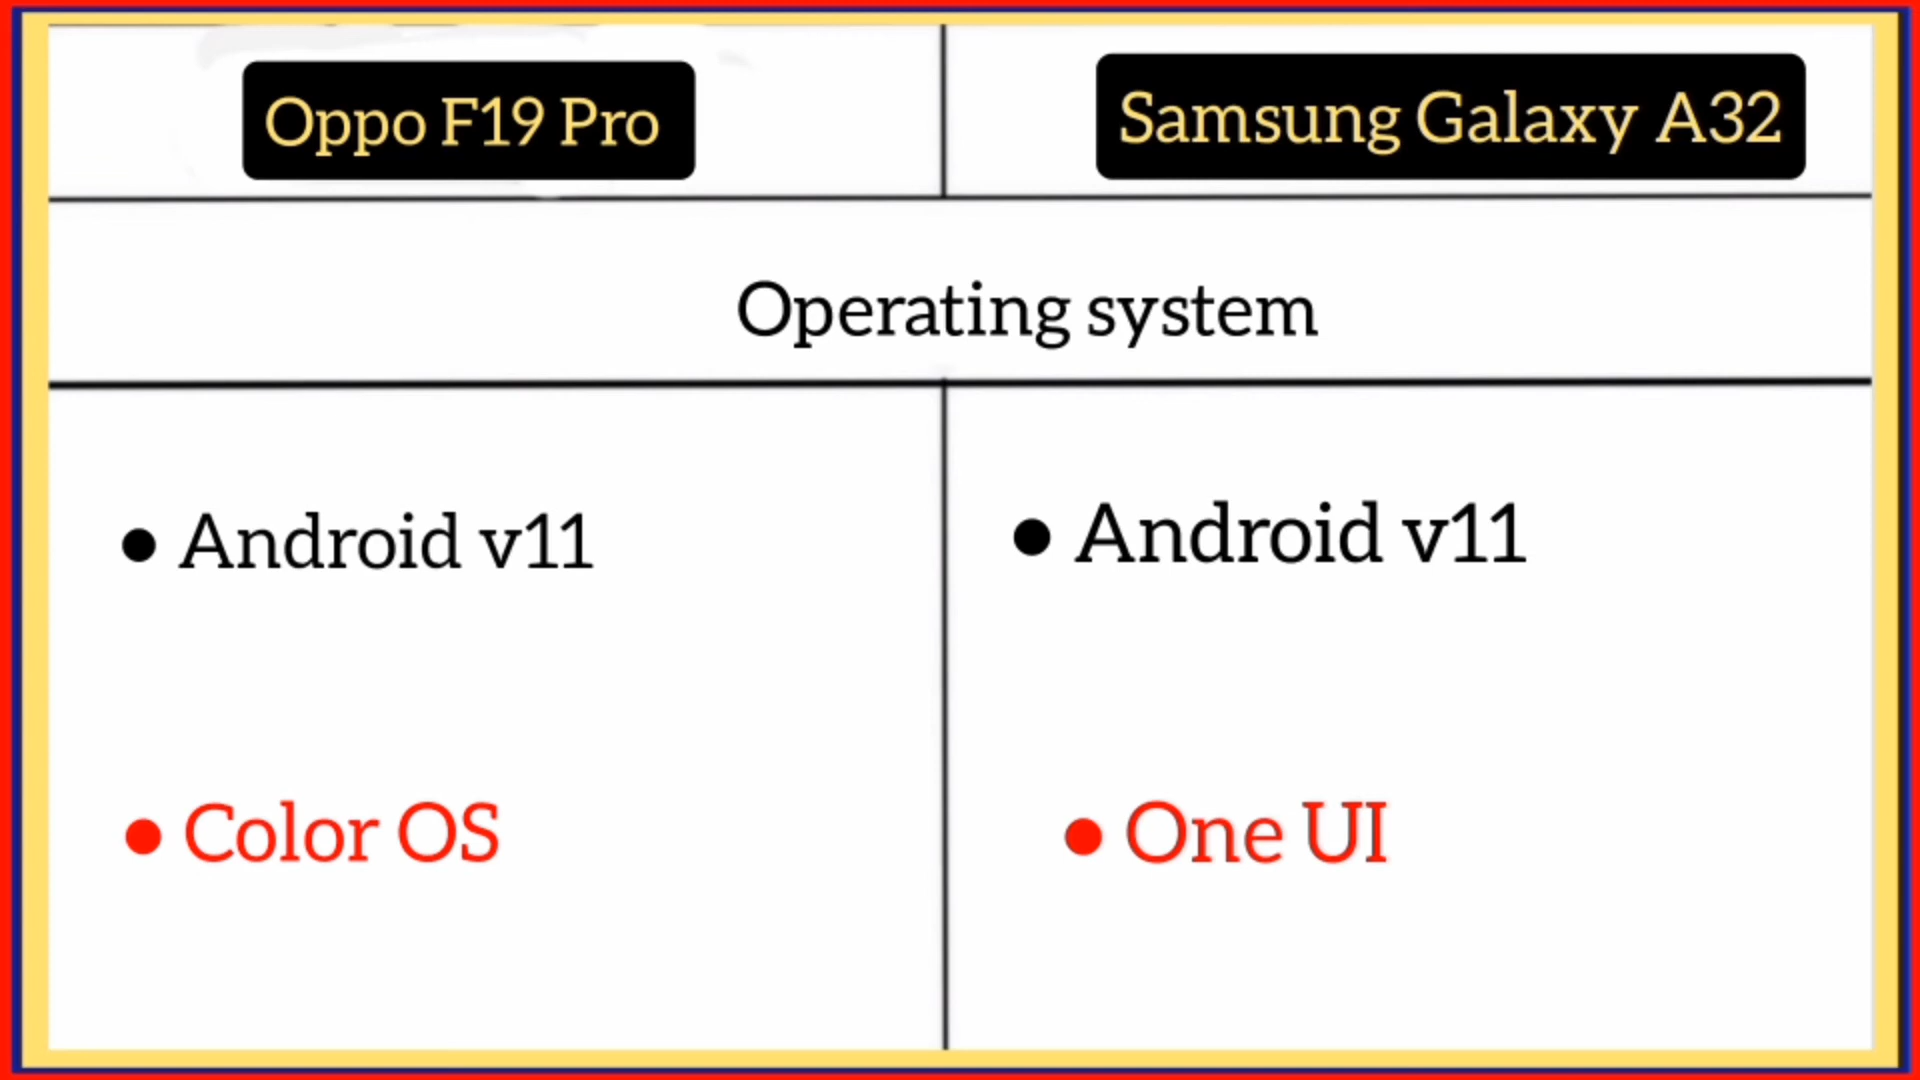 Oppo F19 Pro
Samsung Galaxy A32
Operating system
• Android v11
• Android v11
• Color OS
• One UI